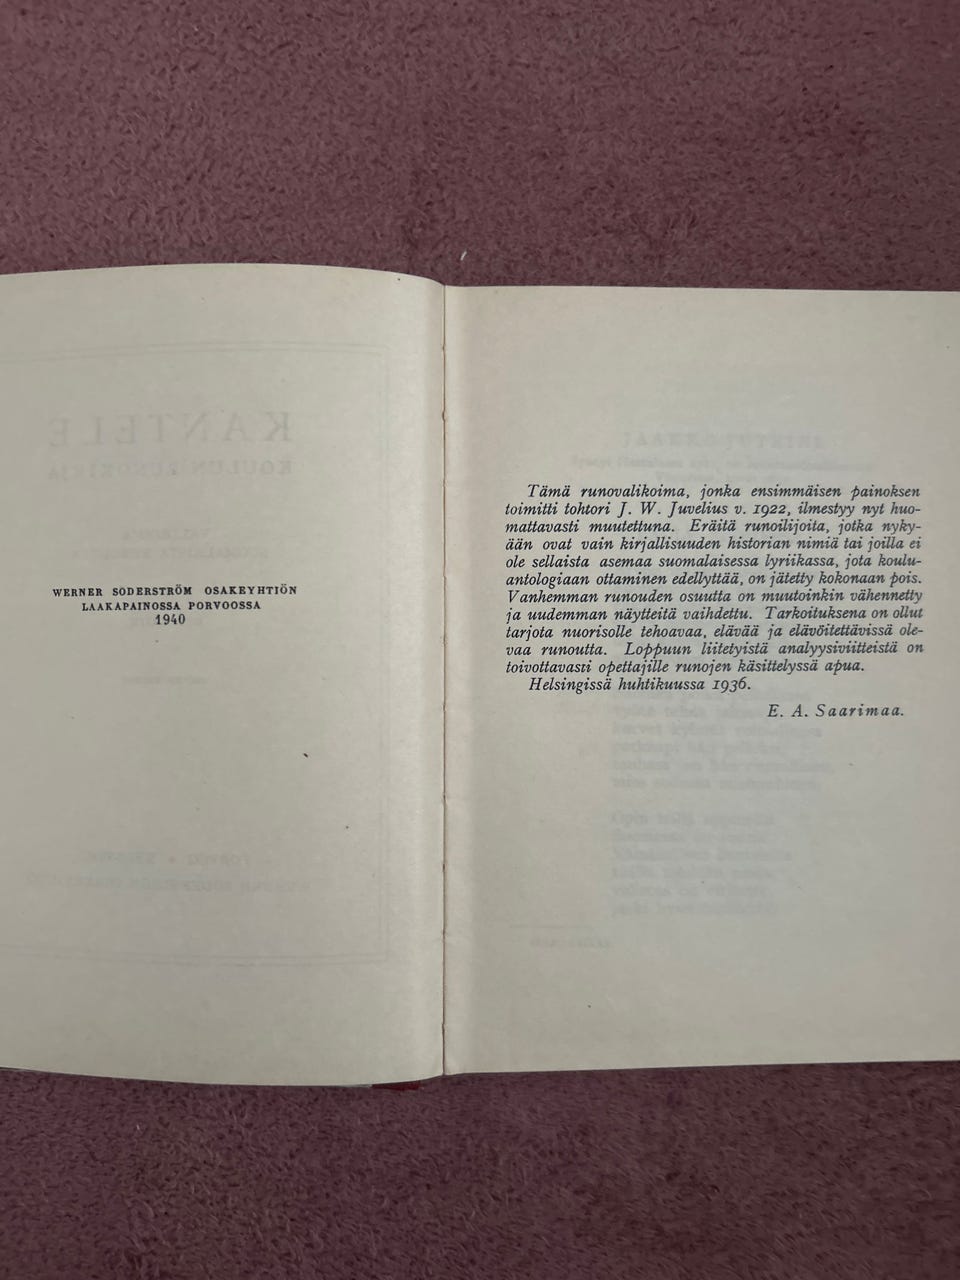 KANTELE
WERNER SÖDERSTRÖM OSAKEYHTIÖN
LAAKAPAINOSSA PORVOOSSA
1940
Tämä runovalikoima, jonka ensimmäisen painoksen
toimitti tohtori J. W. Juvelius v. 1922, ilmestyy nyt huo-
mattavasti muutettuna. Eräitä runoilijoita, jotka nyky-
ään ovat vain kirjallisuuden historian nimiä tai joilla ei
ole sellaista asemaa suomalaisessa lyriikassa, jota koulu-
antologiaan ottaminen edellyttää, on jätetty kokonaan pois.
Vanhemman runouden osuutta on muutoinkin vähennetty
ja uudemman näytteitä vaihdettu. Tarkoituksena on ollut
tarjota nuorisolle tehoavaa, elävää ja elävöitettävissä ole-
vaa runoutta. Loppuun liitetyistä analyysiviitteistä on
toivottavasti opettajille runojen käsittelyssä apua.
Helsingissä huhtikuussa 1936.
E. A. Saarimaa.